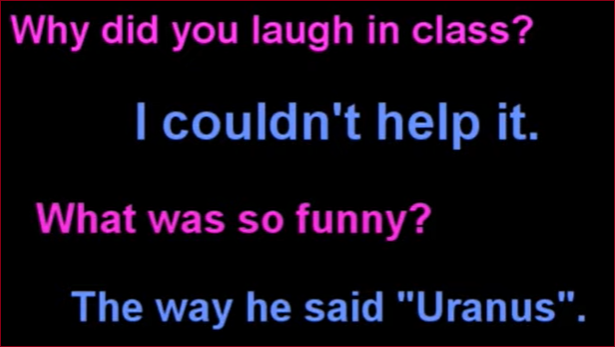 Why did you laugh in class?
I couldn't help it.
What was so funny?
The way he said "Uranus".